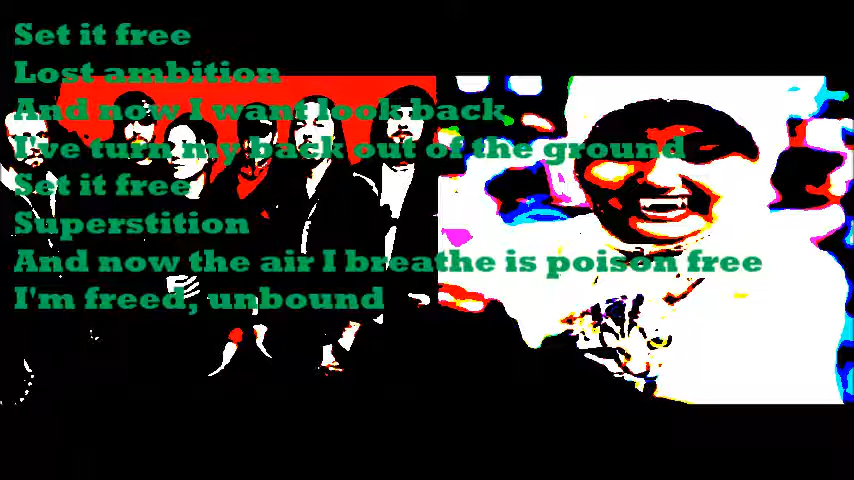 Set it free
Lost ambition
And now I want look back
I've turn my back out of the ground
Set it free
Superstition
And now the air I breathe is poison free
I'm freed, unbound